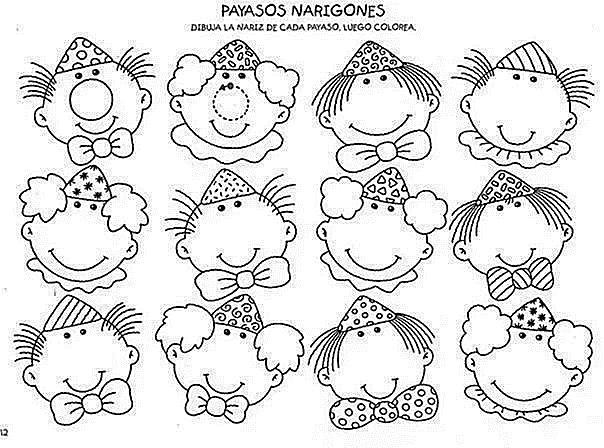 PAYASOS NARIGONES
DIBUJA LA NARIZ DE CADA PAYASO, LUEGO COLOREA.
12